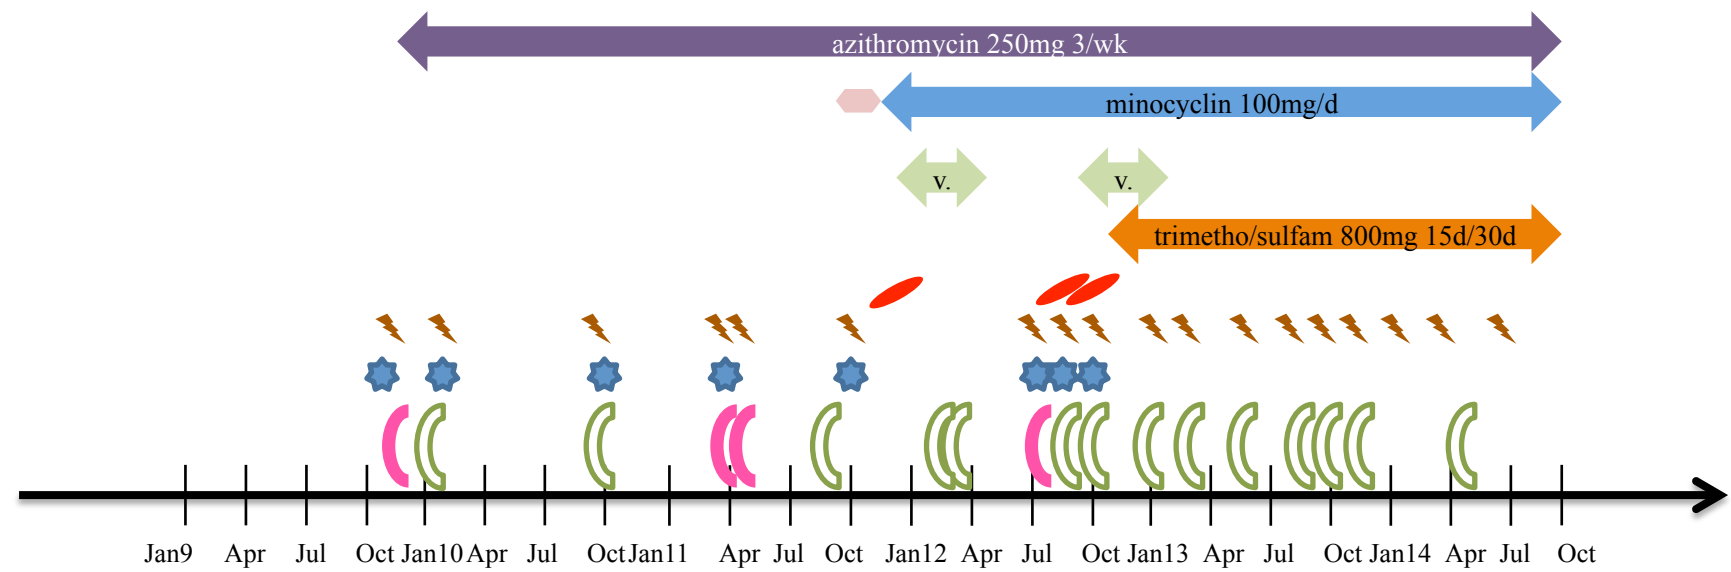 azithromycin 250mg 3/wk
minocyclin 100mg/d
v. v.
trimetho/sulfam 800mg 15d/30d
Jan9 Apr Jul Oct Jan10 Apr Jul Oct Jan11 Apr Jul Oct Jan12 Apr Jul Oct Jan13 Apr Jul Oct Jan14 Apr Jul Oct